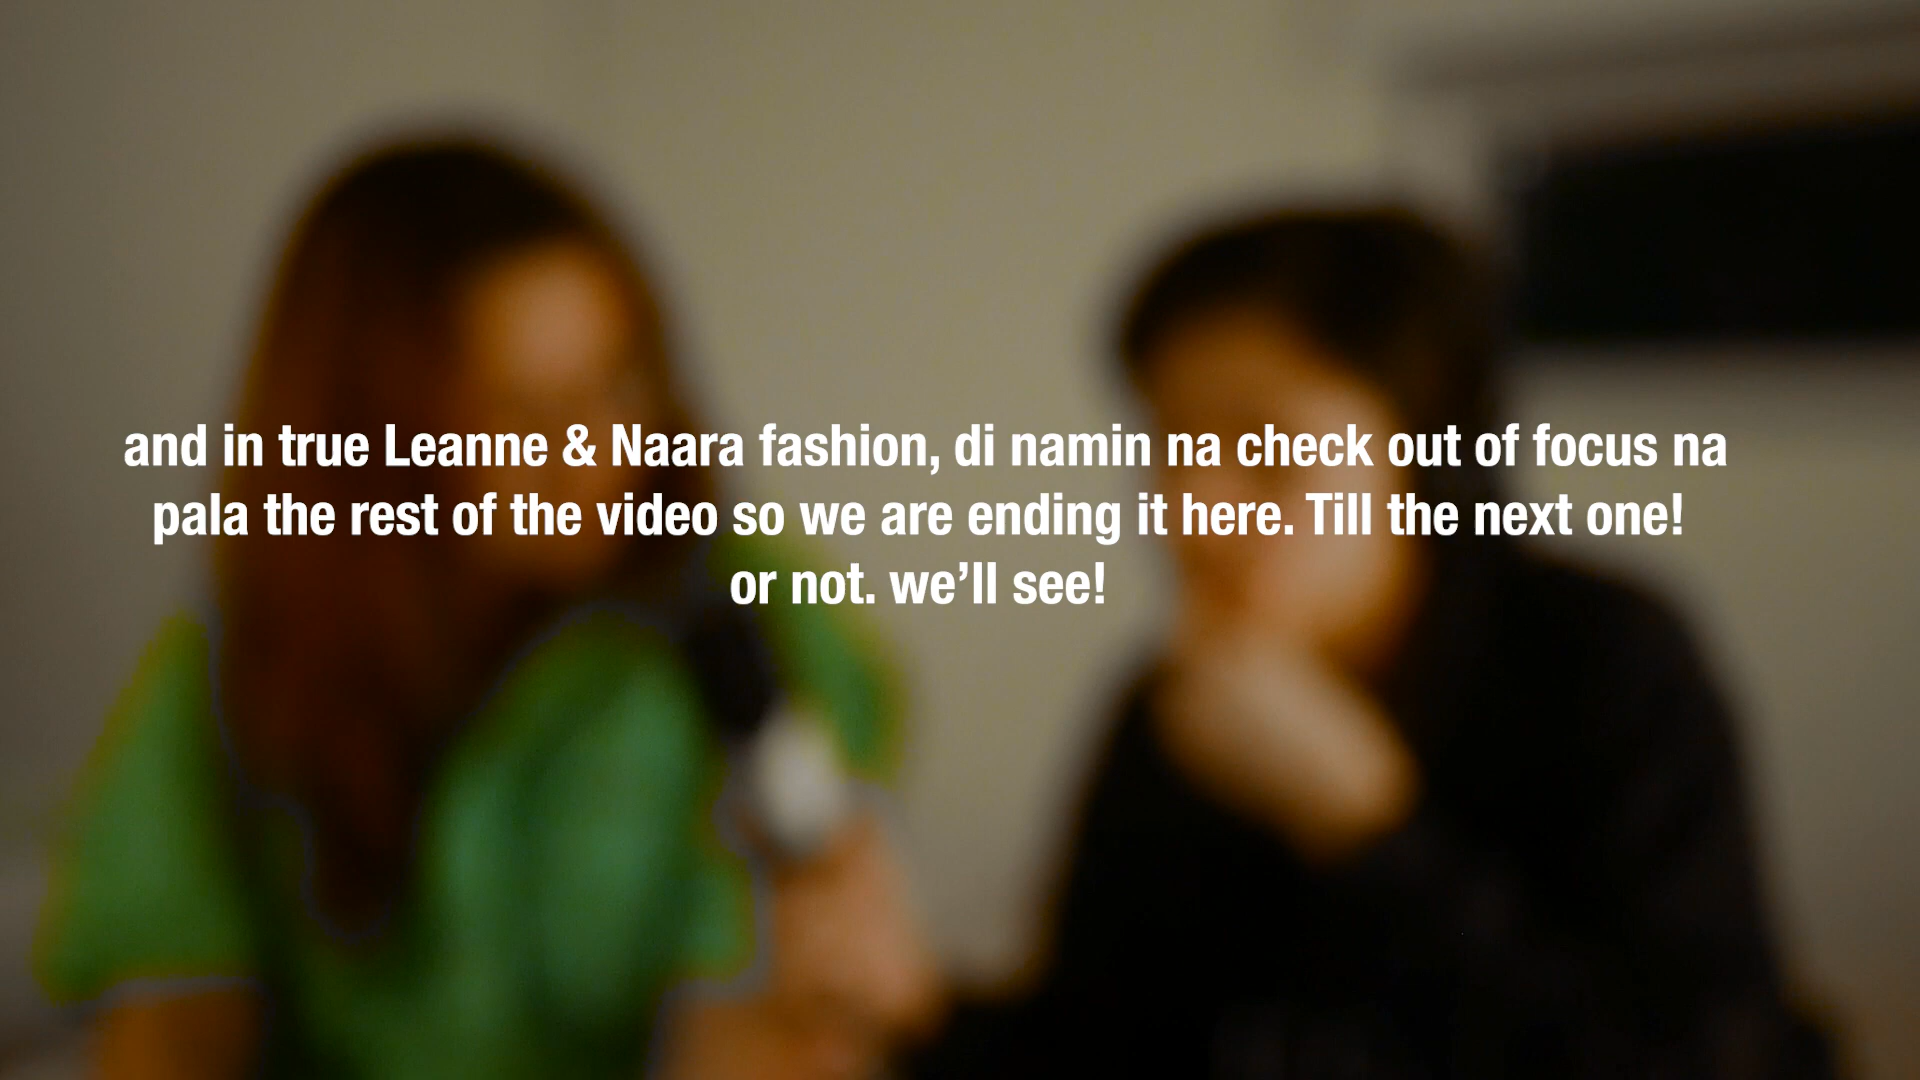 and in true Leanne & Naara fashion, di namin na check out of focus na
pala the rest of the video so we are ending it here. Till the next one!
or not. we’ll see!